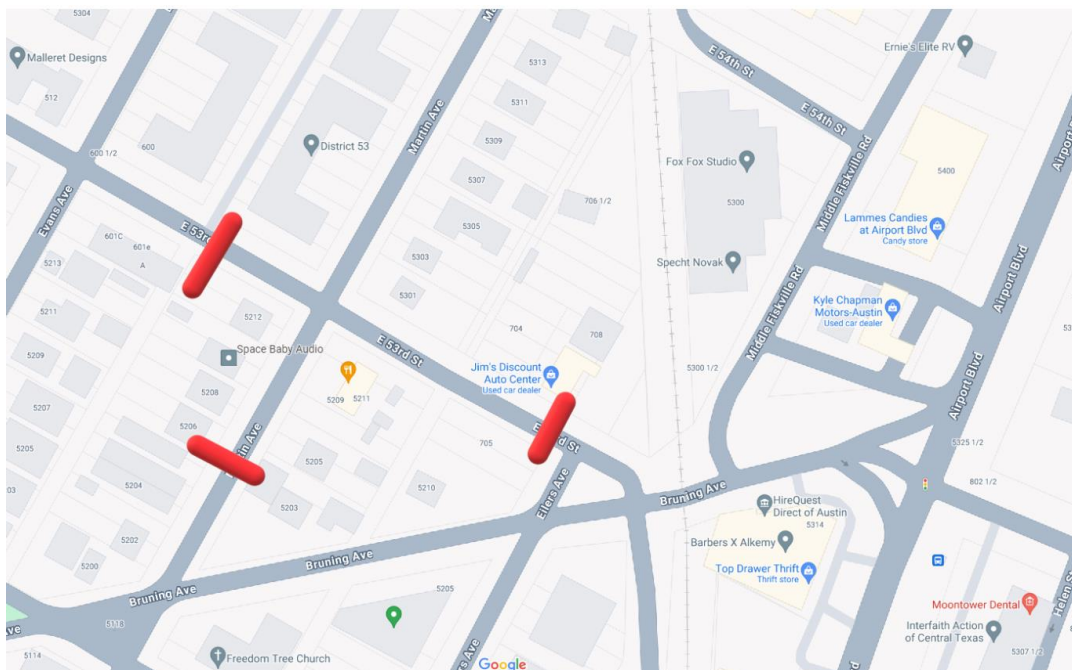 5304
Malleret Designs
512
600 1/2
600
District 53
Martin Ave
5313
5311
5309
5307
706 1/2
5305
5303
5301
704
708
E 54th St
E 54th St
Ernie's Elite RV
Fox Fox Studio
5300
Specht Novak
Middle Fiskville Rd
Middle Fiskville Rd
5400
Lammes Candies
at Airport Blvd
Candy store
Kyle Chapman
Motors-Austin
Used car dealer
Airport Blvd
Airport Blvd
Evans Ave
601C
601e
A
5213
5211
5209
5207
5205
5212
Space Baby Audio
5208
5206
5204
5202
5200
E 53rd St
5209
5211
5205
5203
5210
705
Jim's Discount
Auto Center
Used car dealer
5300 1/2
Eilers Ave
Bruning Ave
Bruning Ave
Bruning Ave
5325 1/2
802 1/2
HireQuest
Direct of Austin
5314
Barbers X Alkemy
Top Drawer Thrift
Thrift store
5205
5118
5114
Freedom Tree Church
Google
Moontower Dental
Interfaith Action
of Central Texas
5307 1/2
Helen St